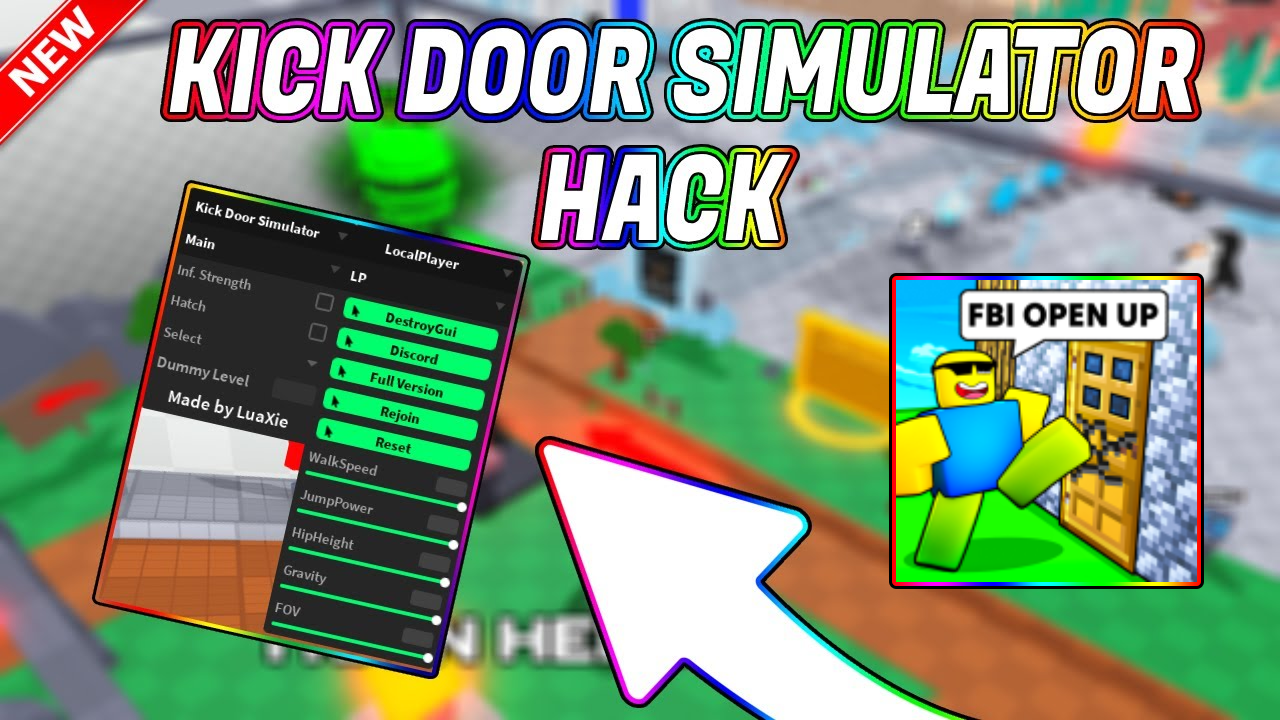 NEW
KICK DOOR SIMULATOR
HACK
Kick Door Simulator
Main
Inf. Strength
Hatch
Select
Dummy Level
Made by LuaXie
LocalPlayer
LP
DestroyGui
Discord
Full Version
Rejoin
Reset
WalkSpeed
JumpPower
HipHeight
Gravity
FOV
FBI OPEN UP